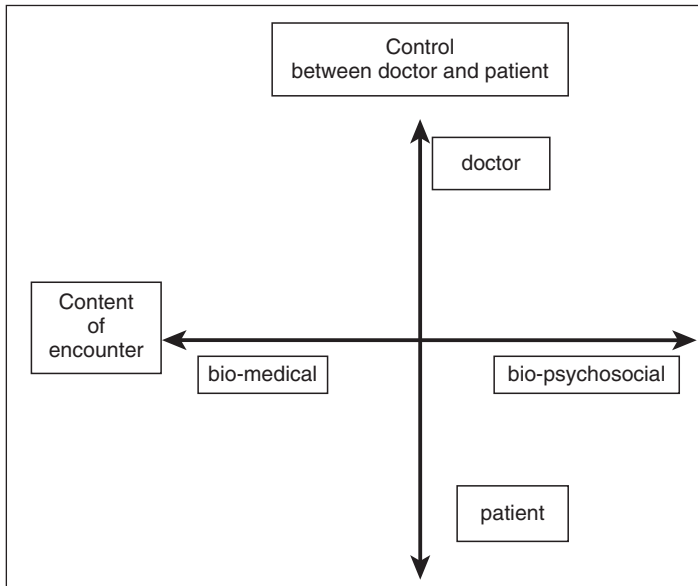 Control
between doctor and patient
doctor
Content
of
encounter
bio-medical
bio-psychosocial
patient